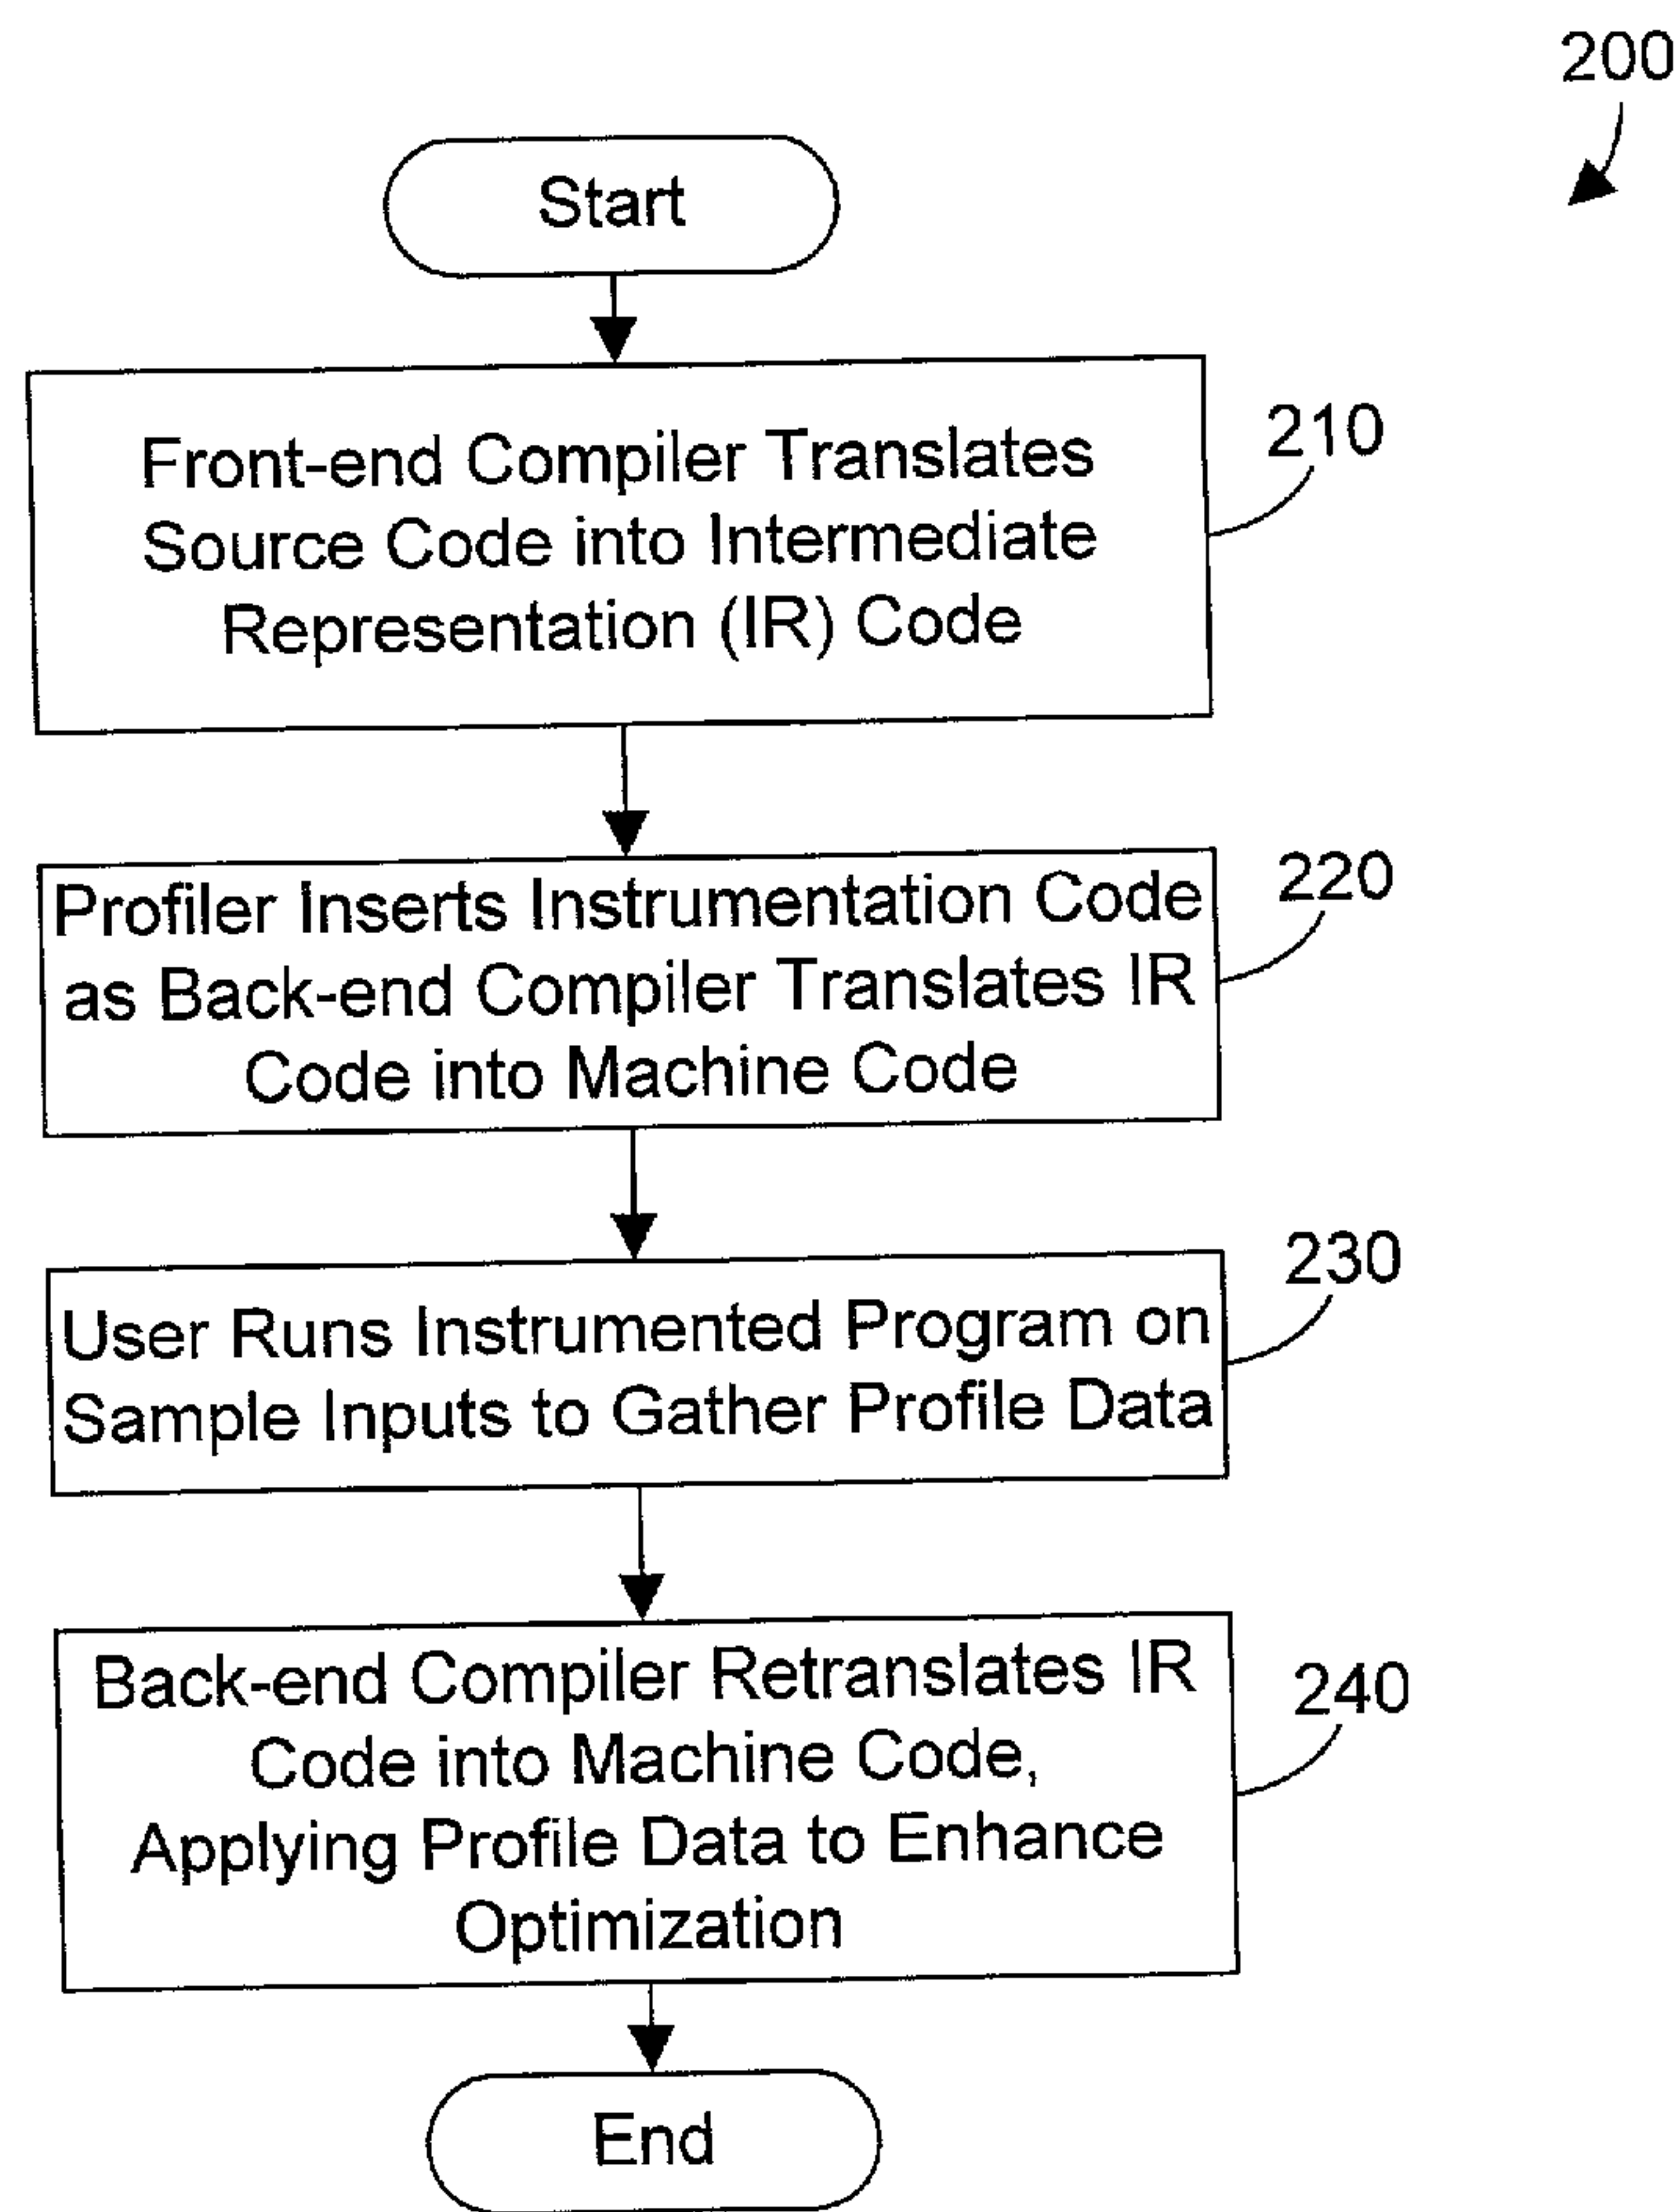 200
Start
Front-end Compiler Translates
Source Code into Intermediate
Representation (IR) Code
210
Profiler Inserts Instrumentation Code
as Back-end Compiler Translates IR
Code into Machine Code
220
User Runs Instrumented Program on
Sample Inputs to Gather Profile Data
230
Back-end Compiler Retranslates IR
Code into Machine Code,
Applying Profile Data to Enhance
Optimization
240
End